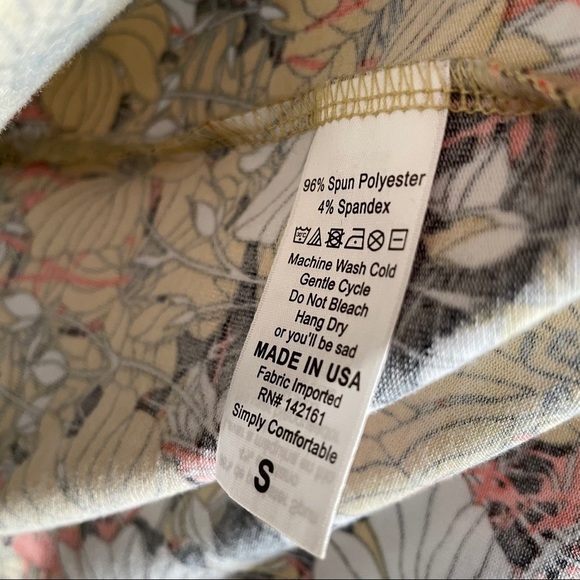 96% Spun Polyester
4% Spandex
Machine Wash Cold
Gentle Cycle
Do Not Bleach
Hang Dry
or you'll be sad
MADE IN USA
Fabric Imported
RN# 142161
Simply Comfortable
S